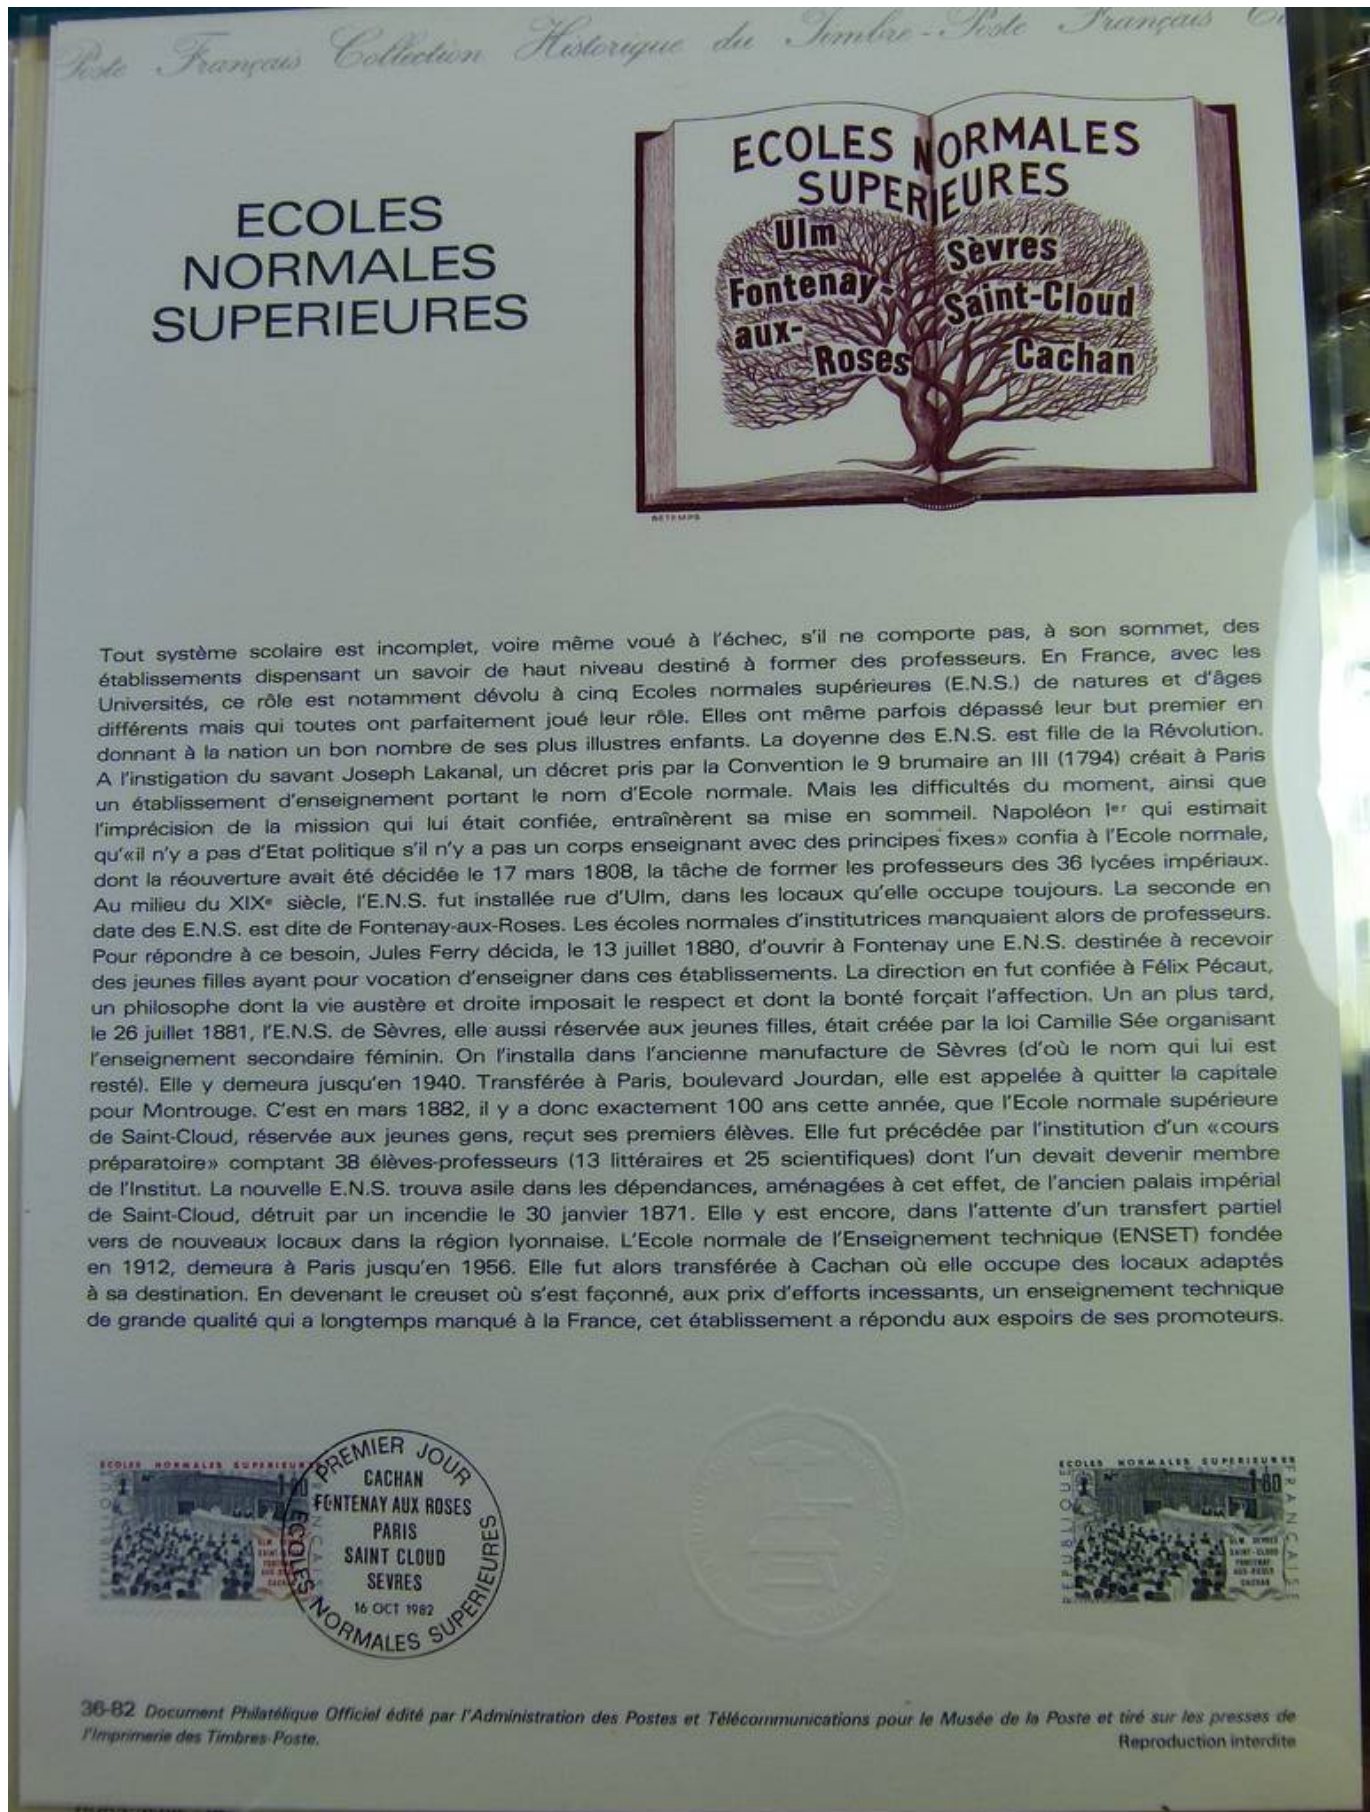 Poste Français Collection Historique du Timbre-Poste Français
ECOLES NORMALES
SUPERIEURES
Ulm
Sèvres
Fontenay-
Saint-Cloud
aux-
Roses
Cachan
BETEMPS
ECOLES
NORMALES
SUPERIEURES
Tout système scolaire est incomplet, voire même voué à l'échec, s'il ne comporte pas, à son sommet, des
établissements dispensant un savoir de haut niveau destiné à former des professeurs. En France, avec les
Universités, ce rôle est notamment dévolu à cinq Ecoles normales supérieures (E.N.S.) de natures et d'âges
différents mais qui toutes ont parfaitement joué leur rôle. Elles ont même parfois dépassé leur but premier en
donnant à la nation un bon nombre de ses plus illustres enfants. La doyenne des E.N.S. est fille de la Révolution.
A l'instigation du savant Joseph Lakanal, un décret pris par la Convention le 9 brumaire an III (1794) créait à Paris
un établissement d'enseignement portant le nom d'Ecole normale. Mais les difficultés du moment, ainsi que
l'imprécision de la mission qui lui était confiée, entraînèrent sa mise en sommeil. Napoléon Ier qui estimait
qu'«il n'y a pas d'Etat politique s'il n'y a pas un corps enseignant avec des principes fixes» confia à l'Ecole normale,
dont la réouverture avait été décidée le 17 mars 1808, la tâche de former les professeurs des 36 lycées impériaux.
Au milieu du XIXe siècle, l'E.N.S. fut installée rue d'Ulm, dans les locaux qu'elle occupe toujours. La seconde en
date des E.N.S. est dite de Fontenay-aux-Roses. Les écoles normales d'institutrices manquaient alors de professeurs.
Pour répondre à ce besoin, Jules Ferry décida, le 13 juillet 1880, d'ouvrir à Fontenay une E.N.S. destinée à recevoir
des jeunes filles ayant pour vocation d'enseigner dans ces établissements. La direction en fut confiée à Félix Pécaut,
un philosophe dont la vie austère et droite imposait le respect et dont la bonté forçait l'affection. Un an plus tard,
le 26 juillet 1881, l'E.N.S. de Sèvres, elle aussi réservée aux jeunes filles, était créée par la loi Camille Sée organisant
l'enseignement secondaire féminin. On l'installa dans l'ancienne manufacture de Sèvres (d'où le nom qui lui est
resté). Elle y demeura jusqu'en 1940. Transférée à Paris, boulevard Jourdan, elle est appelée à quitter la capitale
pour Montrouge. C'est en mars 1882, il y a donc exactement 100 ans cette année, que l'Ecole normale supérieure
de Saint-Cloud, réservée aux jeunes gens, reçut ses premiers élèves. Elle fut précédée par l'institution d'un «cours
préparatoire» comptant 38 élèves-professeurs (13 littéraires et 25 scientifiques) dont l'un devait devenir membre
de l'Institut. La nouvelle E.N.S. trouva asile dans les dépendances, aménagées à cet effet, de l'ancien palais impérial
de Saint-Cloud, détruit par un incendie le 30 janvier 1871. Elle y est encore, dans l'attente d'un transfert partiel
vers de nouveaux locaux dans la région lyonnaise. L'Ecole normale de l'Enseignement technique (ENSET) fondée
en 1912, demeura à Paris jusqu'en 1956. Elle fut alors transférée à Cachan où elle occupe des locaux adaptés
à sa destination. En devenant le creuset où s'est façonné, aux prix d'efforts incessants, un enseignement technique
de grande qualité qui a longtemps manqué à la France, cet établissement a répondu aux espoirs de ses promoteurs.
ECOLES NORMALES SUPERIEURES
PREMIER JOUR
CACHAN
FONTENAY AUX ROSES
PARIS
SAINT CLOUD
SEVRES
16 OCT 1982
ECOLES NORMALES SUPERIEURES
ECOLES NORMALES SUPERIEURES
REPUBLIQUE
FRANCAISE
1.80
ULM SEVRES
SAINT-CLOUD
FONTENAY
AUX-ROSES
CACHAN
36-82 Document Philatélique Officiel édité par l'Administration des Postes et Télécommunications pour le Musée de la Poste et tiré sur les presses de
l'Imprimerie des Timbres-Poste.
Reproduction interdite